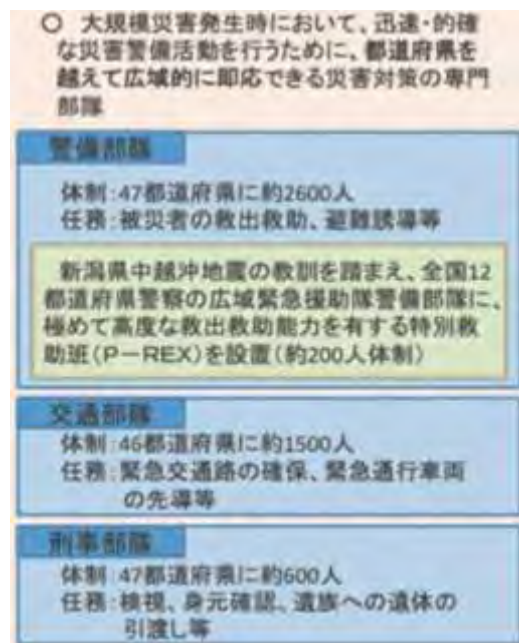 ○ 大規模災害発生時において、迅速・的確
な災害警備活動を行うために、都道府県を
越えて広域的に即応できる災害対策の専門
部隊
警備部隊
体制:47都道府県に約2600人
任務:被災者の救出救助、避難誘導等
新潟県中越沖地震の教訓を踏まえ、全国12
都道府県警察の広域緊急援助隊警備部隊に、
極めて高度な救出救助能力を有する特別救
助班(P-REX)を設置(約200人体制)
交通部隊
体制:46都道府県に約1500人
任務:緊急交通路の確保、緊急通行車両
の先導等
刑事部隊
体制:47都道府県に約600人
任務:検視、身元確認、遺族への遺体の
引渡し等